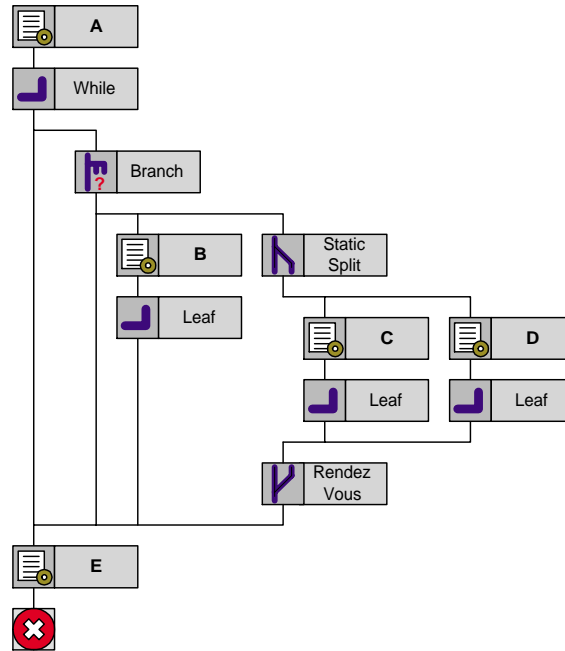 A
While
Branch
?
B
Static
Split
Leaf
C
D
Leaf
Leaf
Rendez
Vous
E